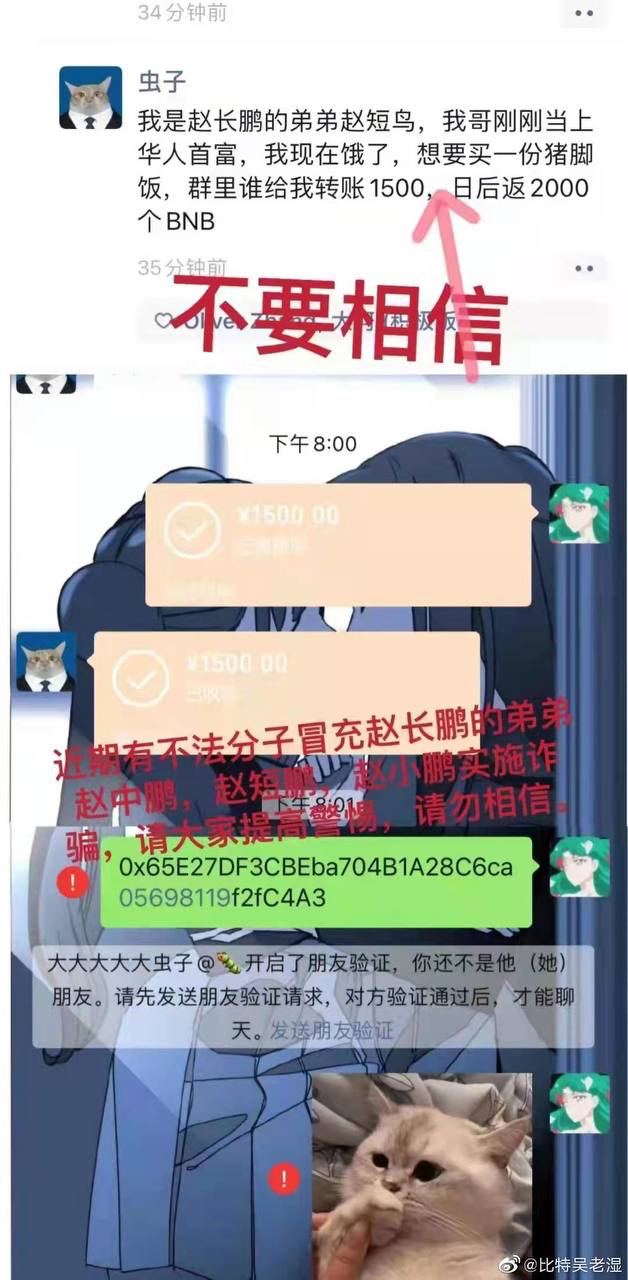 34分钟前
虫子
我是赵长鹏的弟弟赵短鸟，我哥刚刚当上
华人首富，我现在饿了，想要买一份猪脚
饭，群里谁给我转账1500，日后返2000
个BNB
35分钟前
不要相信
下午8:00
¥1500 00
¥1500 00
近期有不法分子冒充赵长鹏的弟弟
赵中鹏，赵短鹏，赵小鹏实施诈
骗，请大家提高警惕，请勿相信。
下午8:01
0x65E27DF3CBEba704B1A28C6ca
05698119f2fC4A3
大大大大大虫子@🐛开启了朋友验证，你还不是他（她）
朋友。请先发送朋友验证请求，对方验证通过后，才能聊
天。发送朋友验证
@比特吴老湿